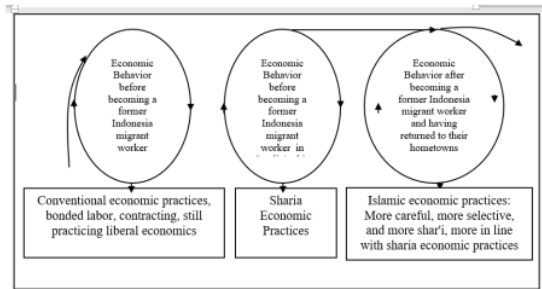 Economic
Behavior
before
becoming a
former
Indonesia
migrant
worker
Economic
Behavior
before
becoming a
former
Indonesia
migrant
worker in
Economic
Behavior after
becoming a
former Indonesia
migrant worker
and having
returned to their
hometowns
Conventional economic practices,
bonded labor, contracting, still
practicing liberal economics
Sharia
Economic
Practices
Islamic economic practices:
More careful, more selective,
and more shar'i, more in line
with sharia economic practices